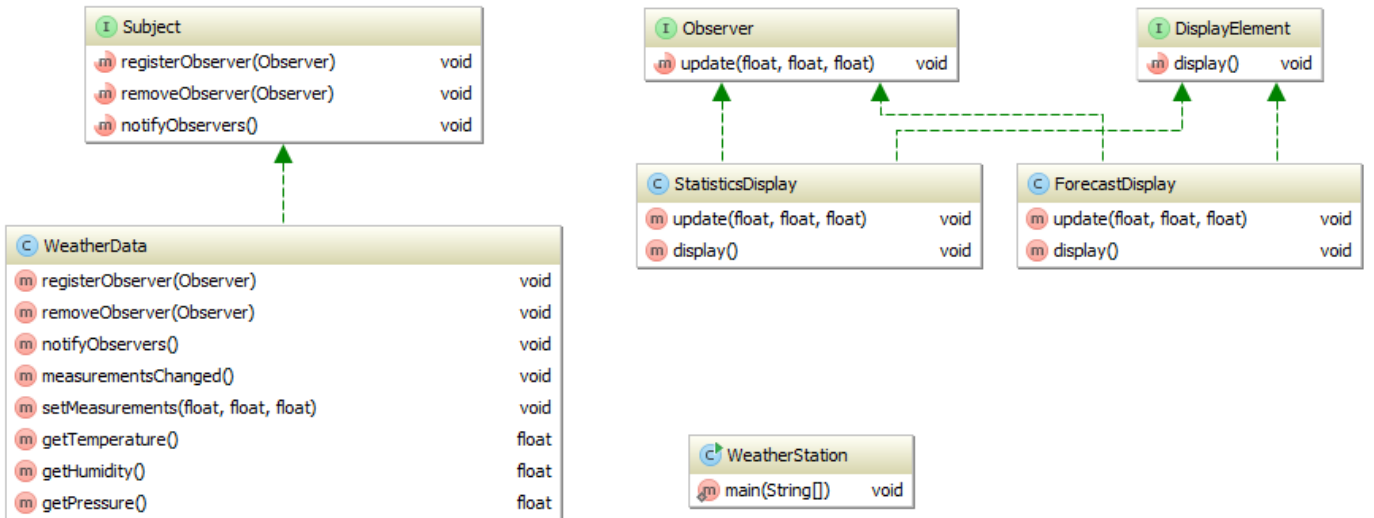 I Subject
m registerObserver(Observer) void
m removeObserver(Observer) void
m notifyObservers() void
I Observer
m update(float, float, float) void
I DisplayElement
m display() void
C WeatherData
m registerObserver(Observer) void
m removeObserver(Observer) void
m notifyObservers() void
m measurementsChanged() void
m setMeasurements(float, float, float) void
m getTemperature() float
m getHumidity() float
m getPressure() float
C StatisticsDisplay
m update(float, float, float) void
m display() void
C ForecastDisplay
m update(float, float, float) void
m display() void
C WeatherStation
m main(String[]) void